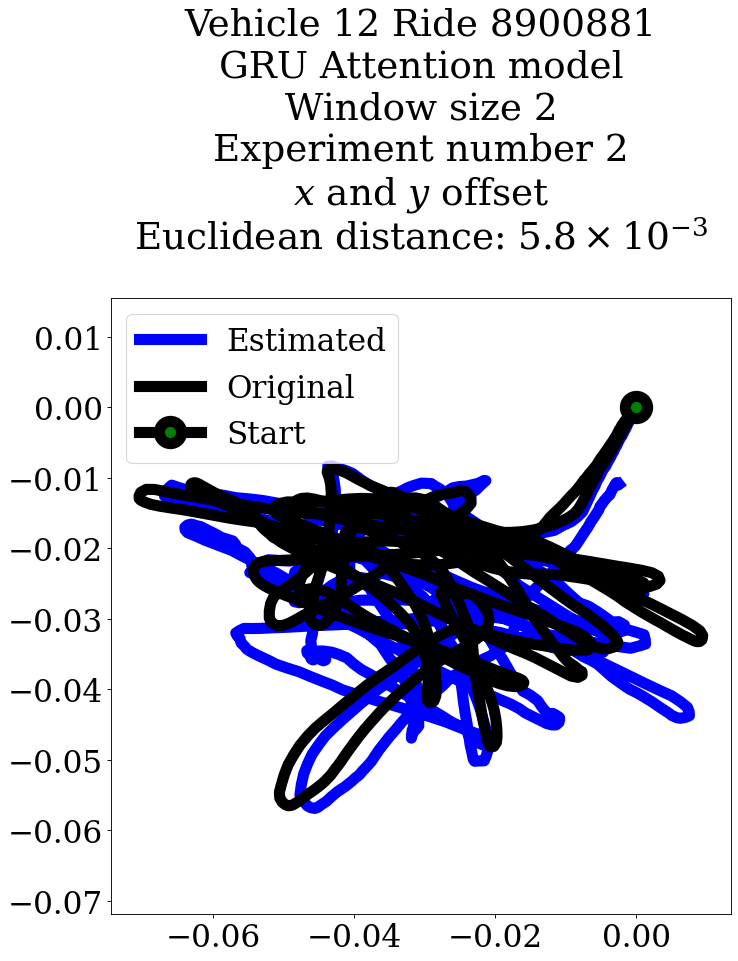 Vehicle 12 Ride 8900881
GRU Attention model
Window size 2
Experiment number 2
x and y offset
Euclidean distance: 5.8 × 10⁻³
Estimated
Original
Start
0.01
0.00
−0.01
−0.02
−0.03
−0.04
−0.05
−0.06
−0.07
−0.06 −0.04 −0.02 0.00